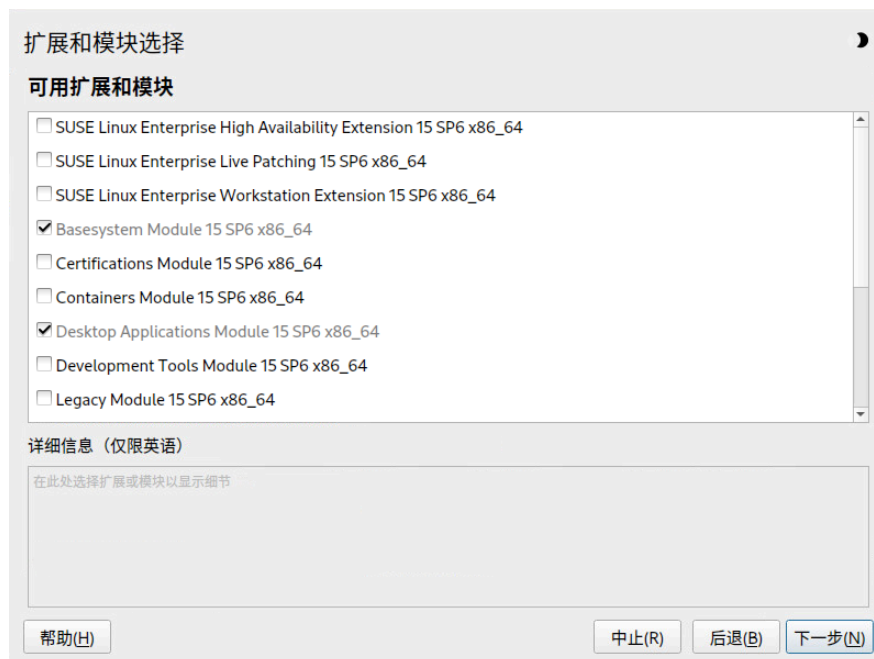 扩展和模块选择
可用扩展和模块
SUSE Linux Enterprise High Availability Extension 15 SP6 x86_64
SUSE Linux Enterprise Live Patching 15 SP6 x86_64
SUSE Linux Enterprise Workstation Extension 15 SP6 x86_64
Basesystem Module 15 SP6 x86_64
Certifications Module 15 SP6 x86_64
Containers Module 15 SP6 x86_64
Desktop Applications Module 15 SP6 x86_64
Development Tools Module 15 SP6 x86_64
Legacy Module 15 SP6 x86_64
详细信息（仅限英语）
在此处选择扩展或模块以显示细节
帮助(H) 中止(R) 后退(B) 下一步(N)